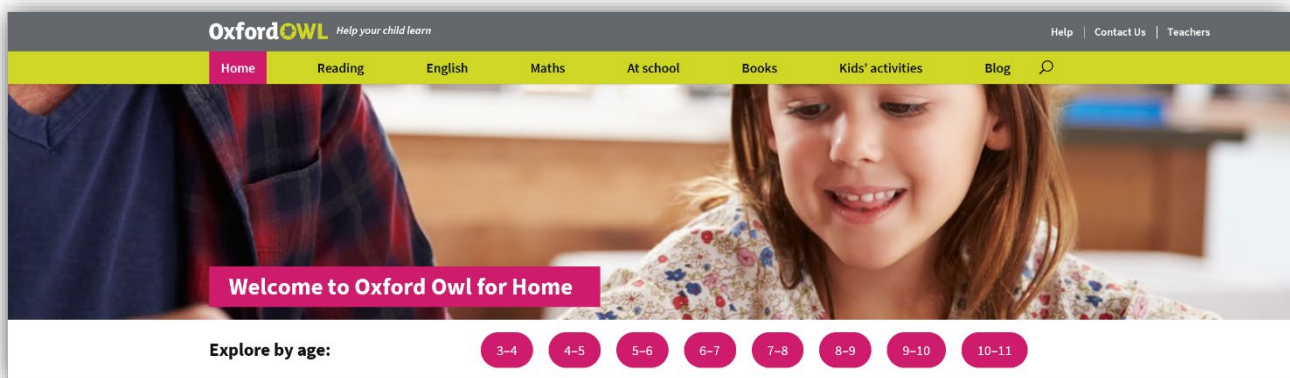 OxfordOWL Help your child learn
Help | Contact Us | Teachers
Home Reading English Maths At school Books Kids' activities Blog
Welcome to Oxford Owl for Home
Explore by age: 3–4 4–5 5–6 6–7 7–8 8–9 9–10 10–11